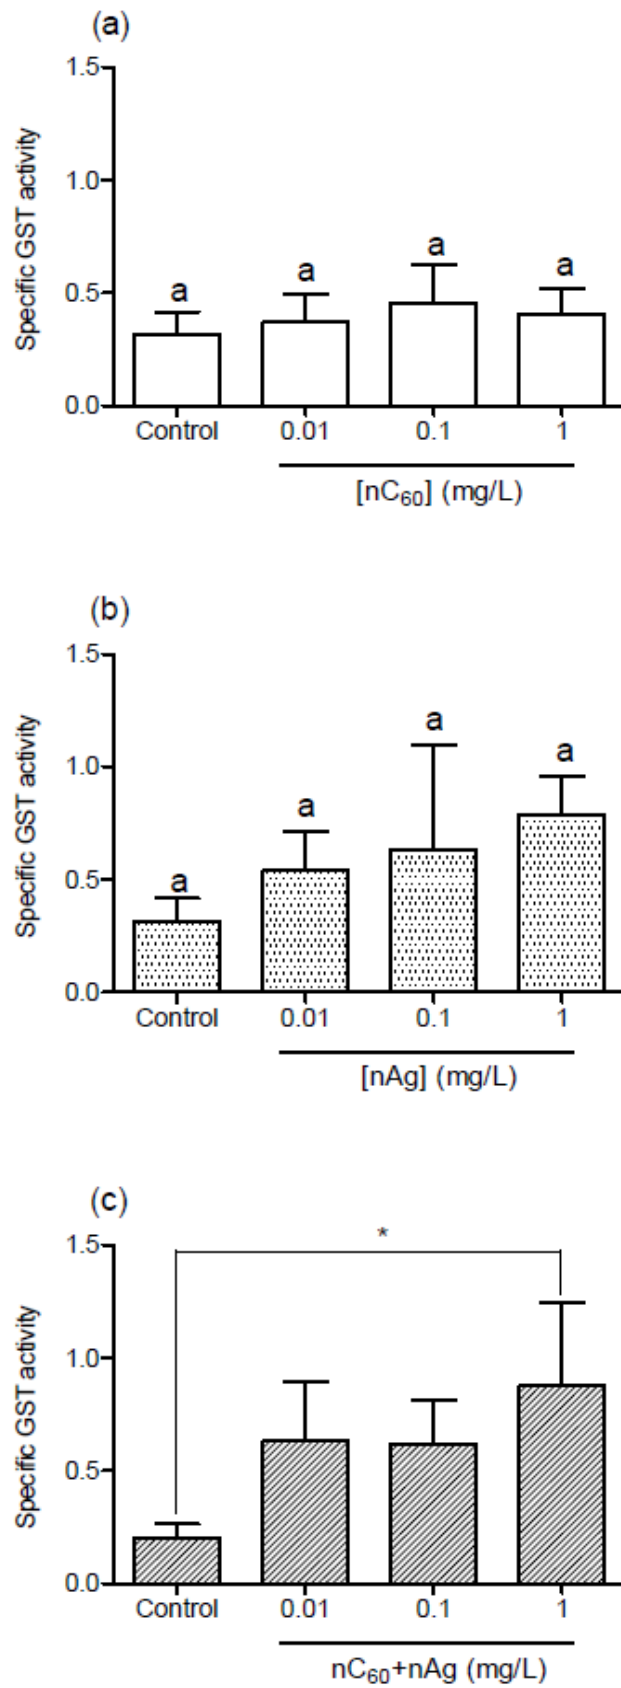 (a)
Specific GST activity
1.5
1.0
0.5
0.0
a
a
a
a
Control 0.01 0.1 1
[nC₆₀] (mg/L)
(b)
Specific GST activity
1.5
1.0
0.5
0.0
a
a
a
a
Control 0.01 0.1 1
[nAg] (mg/L)
(c)
Specific GST activity
1.5
1.0
0.5
0.0
*
Control 0.01 0.1 1
nC₆₀+nAg (mg/L)